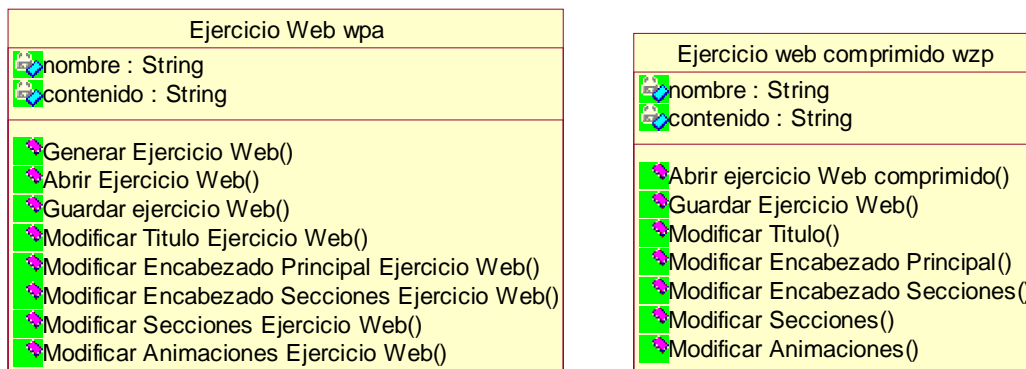 Ejercicio Web wpa
nombre : String
contenido : String
Generar Ejercicio Web()
Abrir Ejercicio Web()
Guardar ejercicio Web()
Modificar Titulo Ejercicio Web()
Modificar Encabezado Principal Ejercicio Web()
Modificar Encabezado Secciones Ejercicio Web()
Modificar Secciones Ejercicio Web()
Modificar Animaciones Ejercicio Web()
Ejercicio web comprimido wzp
nombre : String
contenido : String
Abrir ejercicio Web comprimido()
Guardar Ejercicio Web()
Modificar Titulo()
Modificar Encabezado Principal()
Modificar Encabezado Secciones()
Modificar Secciones()
Modificar Animaciones()